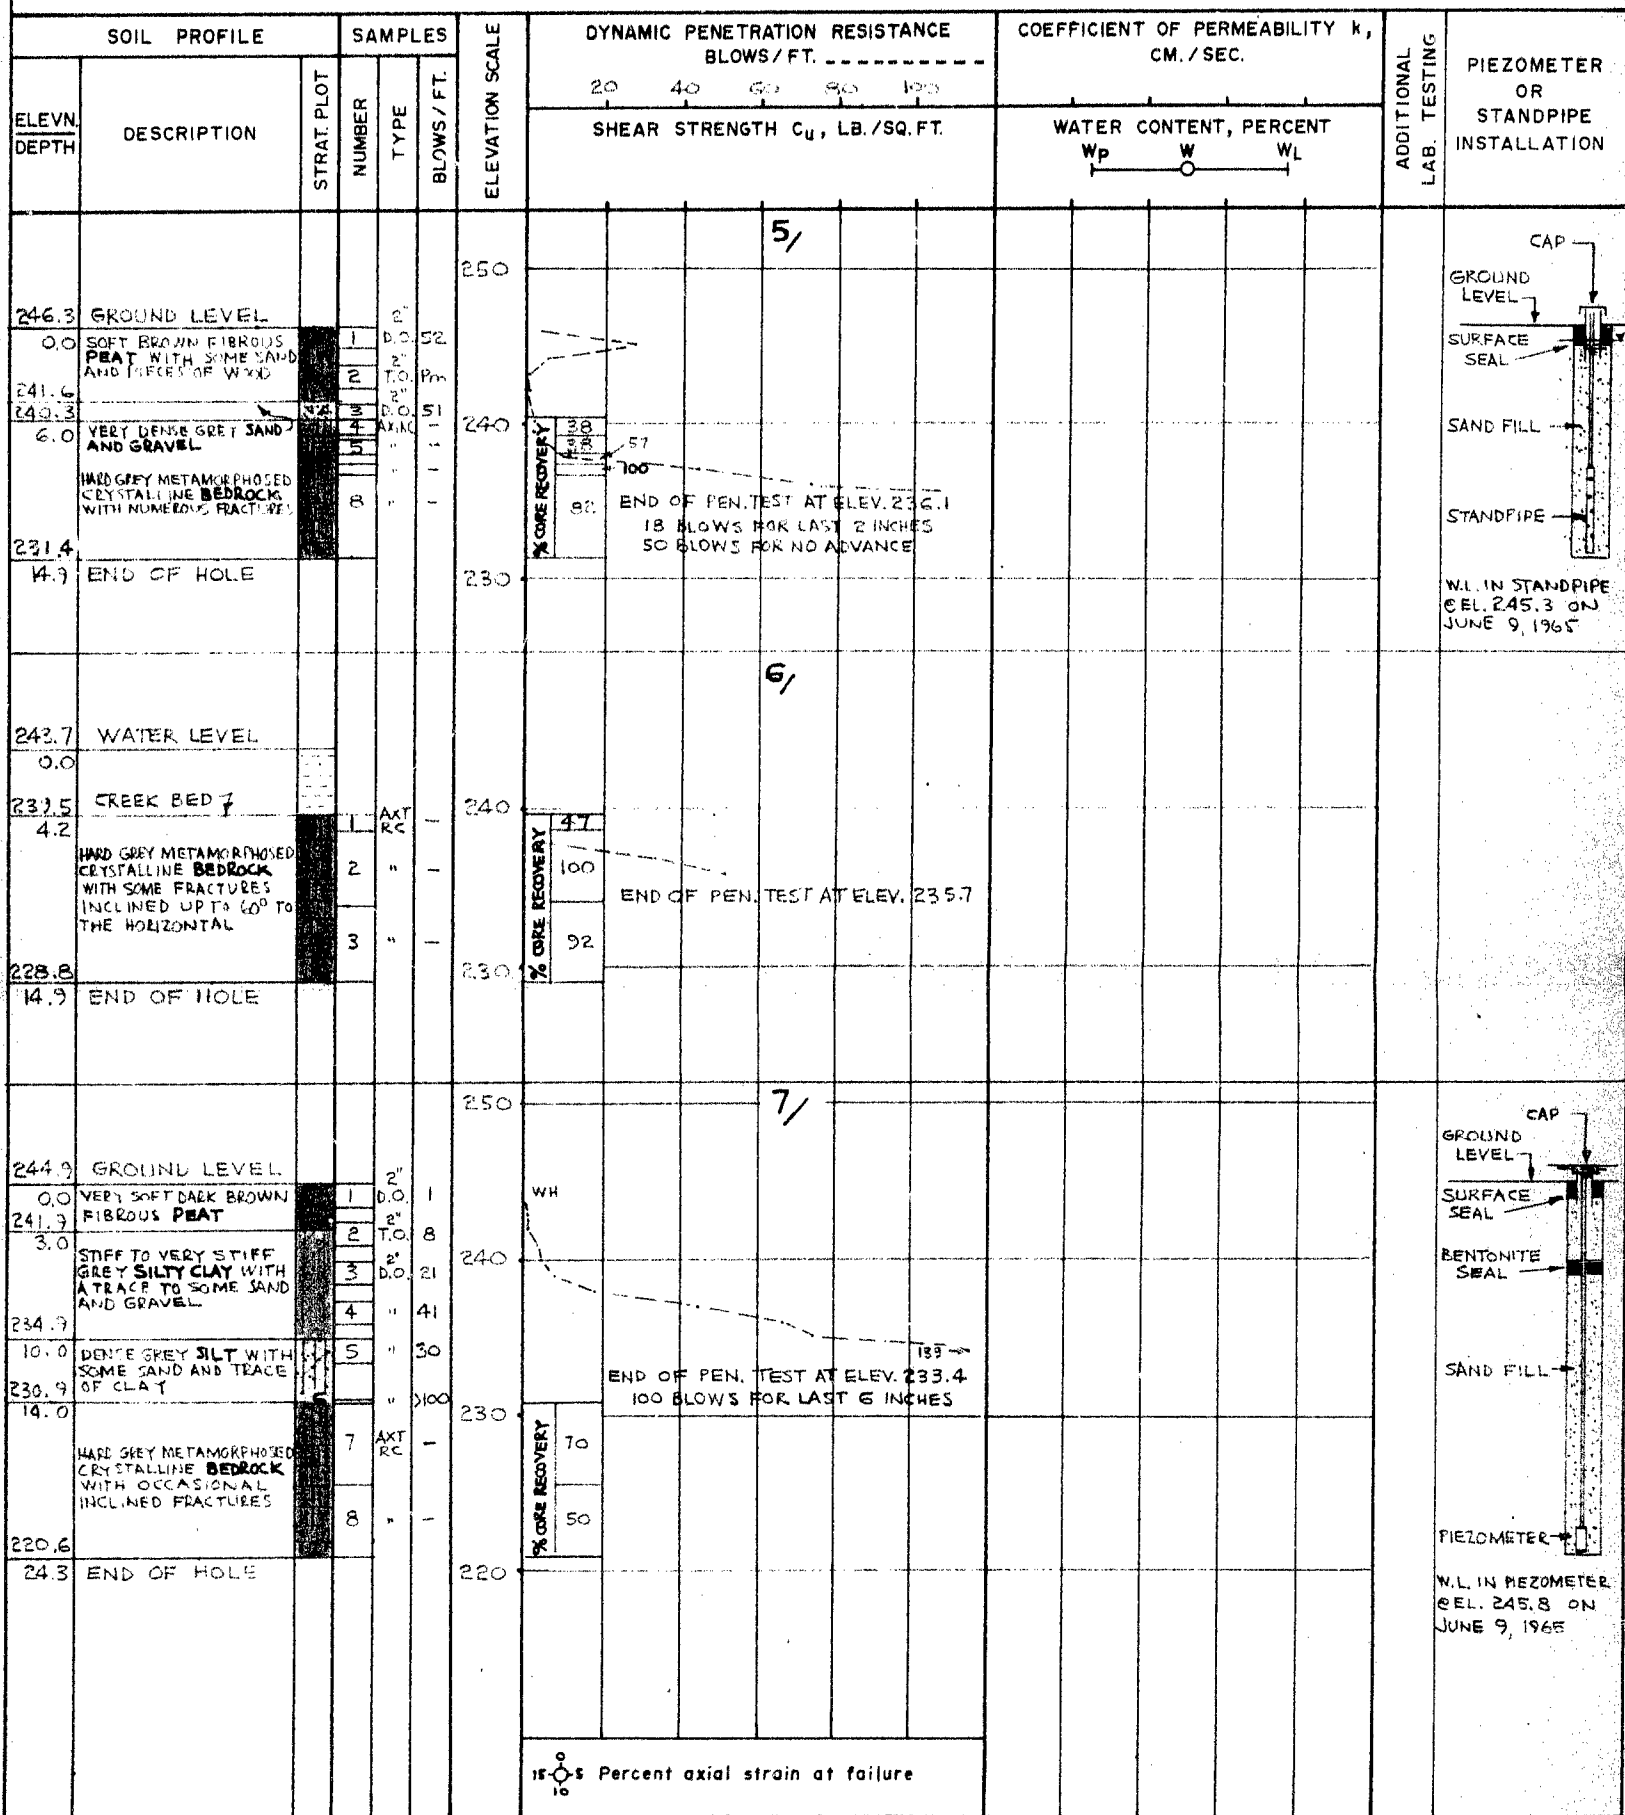 SOIL PROFILE
SAMPLES
ELEVATION SCALE
DYNAMIC PENETRATION RESISTANCE
BLOWS/FT. ----------
20 40 60 80 100
SHEAR STRENGTH Cu, LB./SQ.FT.
COEFFICIENT OF PERMEABILITY k,
CM./SEC.
WATER CONTENT, PERCENT
Wp W WL
ADDITIONAL
LAB. TESTING
PIEZOMETER
OR
STANDPIPE
INSTALLATION
ELEVN.
DEPTH
DESCRIPTION
STRAT. PLOT
NUMBER
TYPE
BLOWS/FT.
5/
250
246.3 GROUND LEVEL
0.0 SOFT BROWN FIBROUS
PEAT WITH SOME SAND
AND PIECES OF WOOD
241.6
240.3
6.0 VERY DENSE GREY SAND
AND GRAVEL
HARD GREY METAMORPHOSED
CRYSTALLINE BEDROCK
WITH NUMEROUS FRACTURES
231.4
14.9 END OF HOLE
1 2" D.O. 52
2 2" T.O. Pm
3 2" D.O. 51
4 –
5 " –
" –
8 " –
240
% CORE RECOVERY
57
100
82
END OF PEN. TEST AT ELEV. 236.1
18 BLOWS FOR LAST 2 INCHES
50 BLOWS FOR NO ADVANCE
230
CAP
GROUND
LEVEL
SURFACE
SEAL
SAND FILL
STANDPIPE
W.L. IN STANDPIPE
@ EL. 245.3 ON
JUNE 9, 1965
6/
243.7 WATER LEVEL
0.0
239.5 CREEK BED
4.2
HARD GREY METAMORPHOSED
CRYSTALLINE BEDROCK
WITH SOME FRACTURES
INCLINED UP TO 60° TO
THE HORIZONTAL
228.8
14.9 END OF HOLE
1 AXT RC –
2 " –
3 " –
240
% CORE RECOVERY
47
100
92
END OF PEN. TEST AT ELEV. 235.7
230
7/
250
244.9 GROUND LEVEL
0.0 VERY SOFT DARK BROWN
241.9 FIBROUS PEAT
3.0
STIFF TO VERY STIFF
GREY SILTY CLAY WITH
A TRACE TO SOME SAND
AND GRAVEL
234.9
10.0 DENSE GREY SILT WITH
SOME SAND AND TRACE
230.9 OF CLAY
14.0
HARD GREY METAMORPHOSED
CRYSTALLINE BEDROCK
WITH OCCASIONAL
INCLINED FRACTURES
220.6
24.3 END OF HOLE
1 2" D.O. 1
2 2" T.O. 8
3 2" D.O. 21
4 " 41
5 " 30
" >100
7 AXT RC –
8 " –
WH
240
139
END OF PEN. TEST AT ELEV. 233.4
100 BLOWS FOR LAST 6 INCHES
230
% CORE RECOVERY
70
50
220
CAP
GROUND
LEVEL
SURFACE
SEAL
BENTONITE
SEAL
SAND FILL
PIEZOMETER
W.L. IN PIEZOMETER
@ EL. 245.8 ON
JUNE 9, 1965
0
15 5 Percent axial strain at failure
10